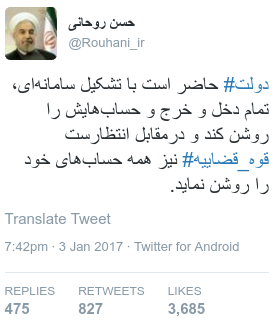 حسن روحانی
@Rouhani_ir
#دولت حاضر است با تشکیل سامانه‌ای،
تمام دخل و خرج و حساب‌هایش را
روشن کند و درمقابل انتظارست
#قوه_قضاییه نیز همه حساب‌های خود
را روشن نماید.
Translate Tweet
7:42pm · 3 Jan 2017 · Twitter for Android
REPLIES RETWEETS LIKES
475 827 3,685